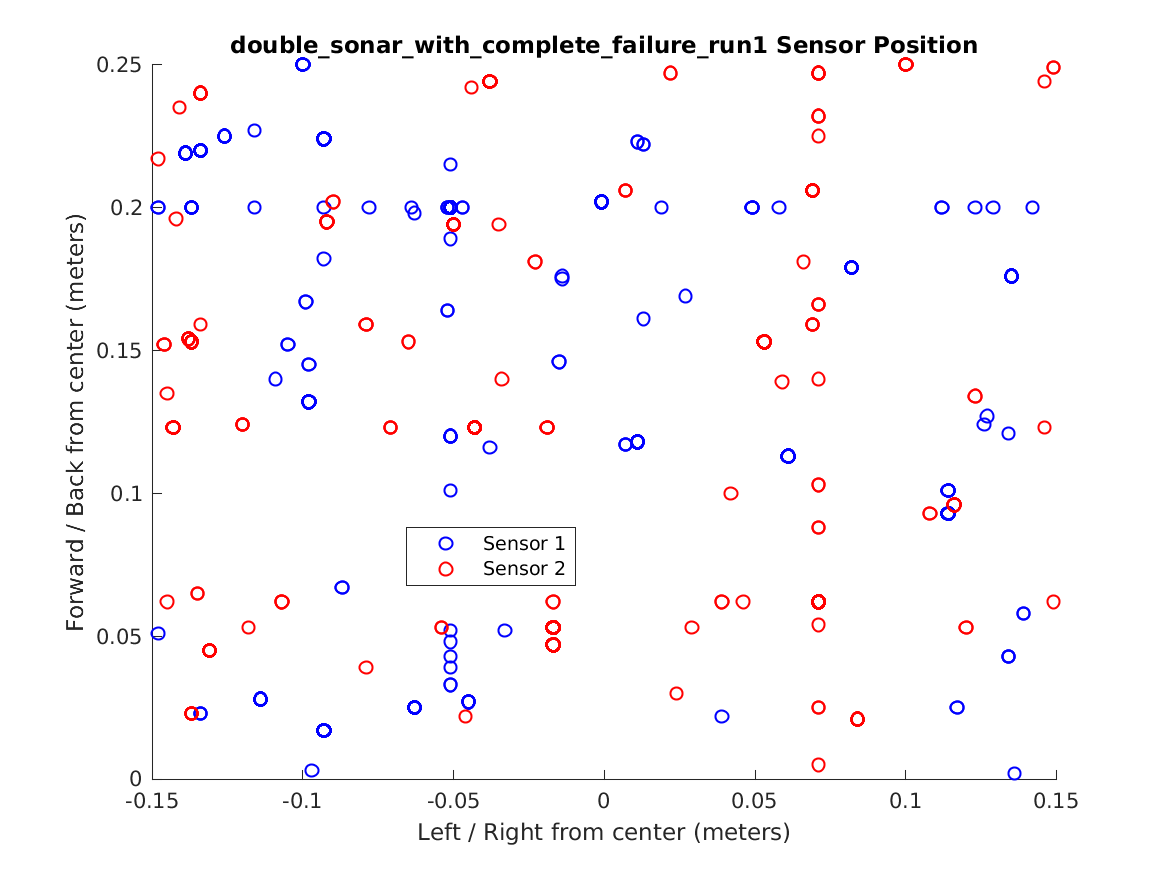 double_sonar_with_complete_failure_run1 Sensor Position
Forward / Back from center (meters)
0.25
0.2
0.15
0.1
0.05
0
Sensor 1
Sensor 2
-0.15 -0.1 -0.05 0 0.05 0.1 0.15
Left / Right from center (meters)